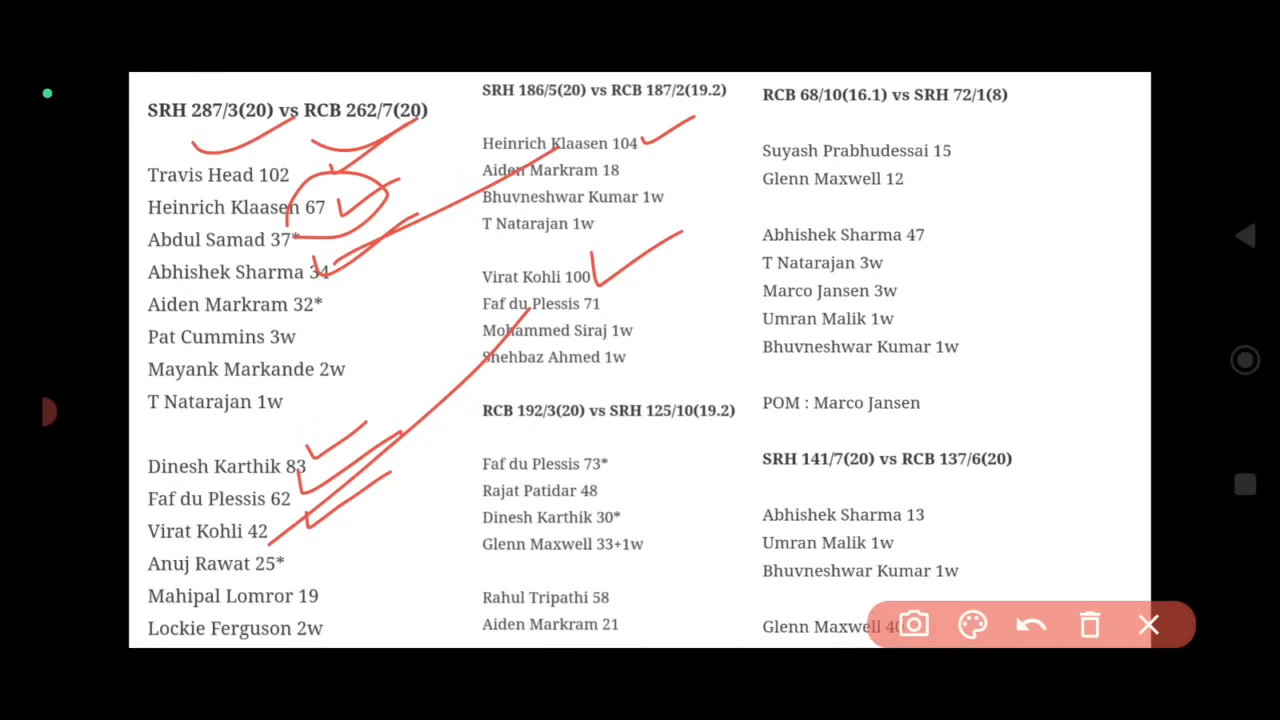 SRH 287/3(20) vs RCB 262/7(20)
Travis Head 102
Heinrich Klaasen 67
Abdul Samad 37*
Abhishek Sharma 34
Aiden Markram 32*
Pat Cummins 3w
Mayank Markande 2w
T Natarajan 1w
Dinesh Karthik 83
Faf du Plessis 62
Virat Kohli 42
Anuj Rawat 25*
Mahipal Lomror 19
Lockie Ferguson 2w
SRH 186/5(20) vs RCB 187/2(19.2)
Heinrich Klaasen 104
Aiden Markram 18
Bhuvneshwar Kumar 1w
T Natarajan 1w
Virat Kohli 100
Faf du Plessis 71
Mohammed Siraj 1w
Shehbaz Ahmed 1w
RCB 192/3(20) vs SRH 125/10(19.2)
Faf du Plessis 73*
Rajat Patidar 48
Dinesh Karthik 30*
Glenn Maxwell 33+1w
Rahul Tripathi 58
Aiden Markram 21
RCB 68/10(16.1) vs SRH 72/1(8)
Suyash Prabhudessai 15
Glenn Maxwell 12
Abhishek Sharma 47
T Natarajan 3w
Marco Jansen 3w
Umran Malik 1w
Bhuvneshwar Kumar 1w
POM : Marco Jansen
SRH 141/7(20) vs RCB 137/6(20)
Abhishek Sharma 13
Umran Malik 1w
Bhuvneshwar Kumar 1w
Glenn Maxwell